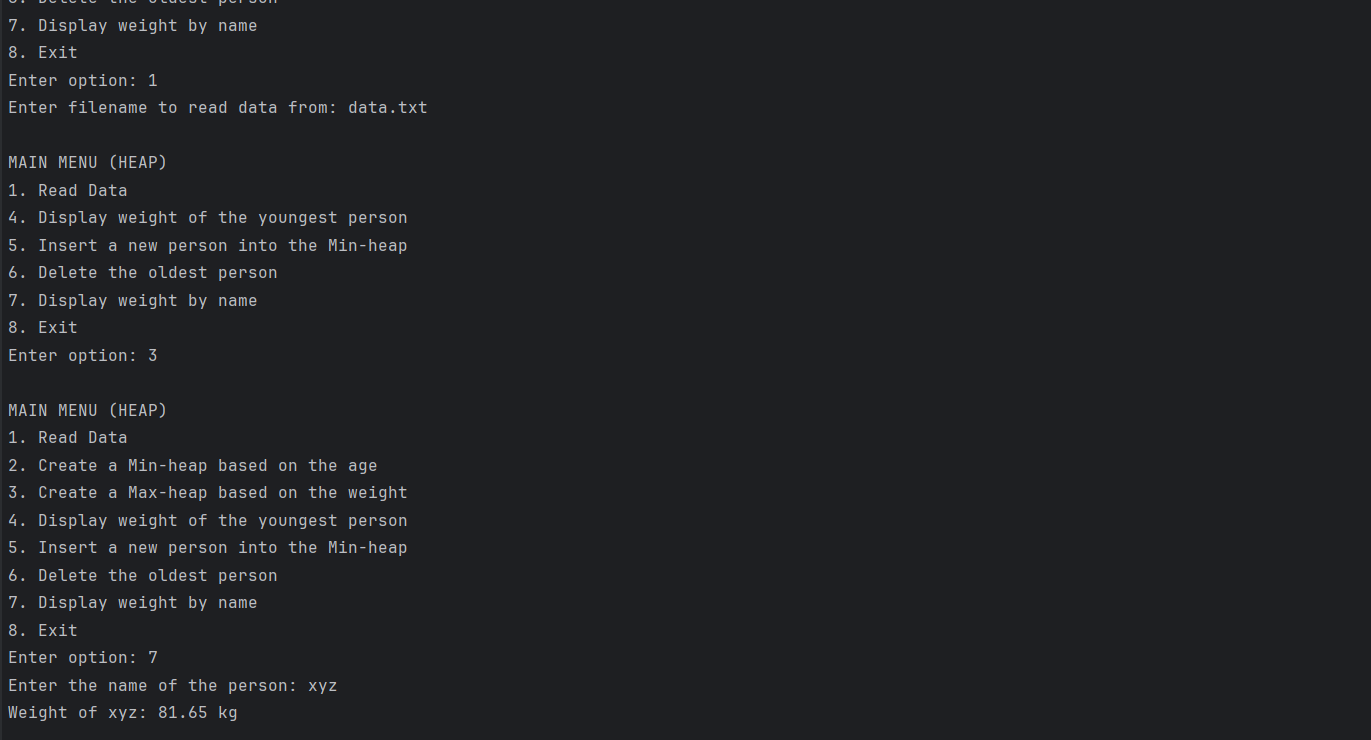 6. Delete the oldest person
7. Display weight by name
8. Exit
Enter option: 1
Enter filename to read data from: data.txt
MAIN MENU (HEAP)
1. Read Data
4. Display weight of the youngest person
5. Insert a new person into the Min-heap
6. Delete the oldest person
7. Display weight by name
8. Exit
Enter option: 3
MAIN MENU (HEAP)
1. Read Data
2. Create a Min-heap based on the age
3. Create a Max-heap based on the weight
4. Display weight of the youngest person
5. Insert a new person into the Min-heap
6. Delete the oldest person
7. Display weight by name
8. Exit
Enter option: 7
Enter the name of the person: xyz
Weight of xyz: 81.65 kg